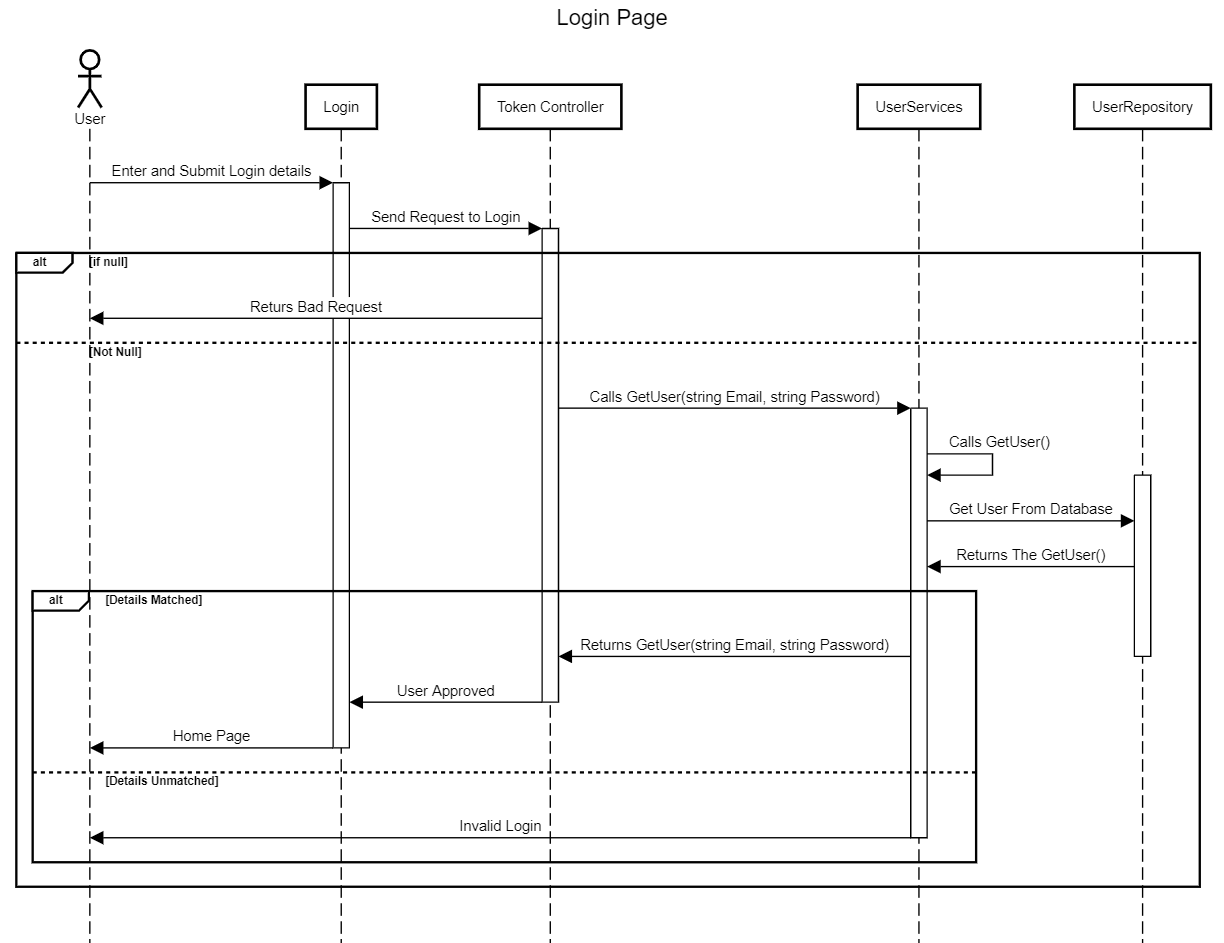 Login Page
User
Login
Token Controller
UserServices
UserRepository
Enter and Submit Login details
Send Request to Login
alt
[if null]
Returs Bad Request
[Not Null]
Calls GetUser(string Email, string Password)
Calls GetUser()
Get User From Database
Returns The GetUser()
alt
[Details Matched]
Returns GetUser(string Email, string Password)
User Approved
Home Page
[Details Unmatched]
Invalid Login